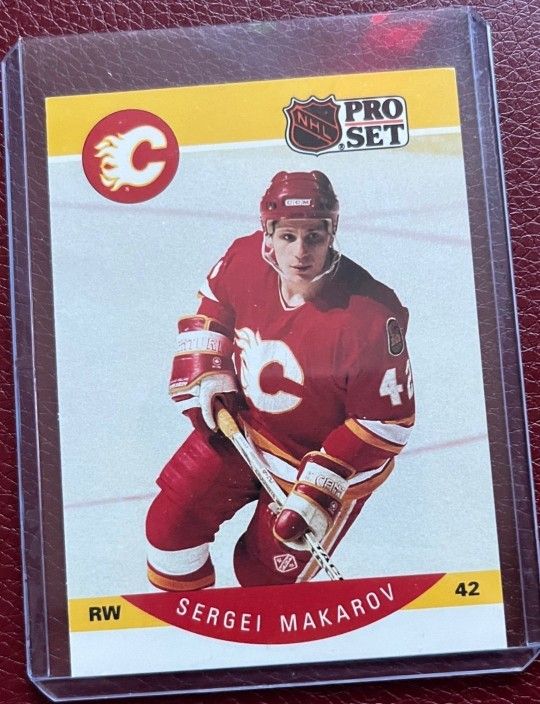 C
NHL
PRO
SET
CCM
C
42
RW
SERGEI MAKAROV
42